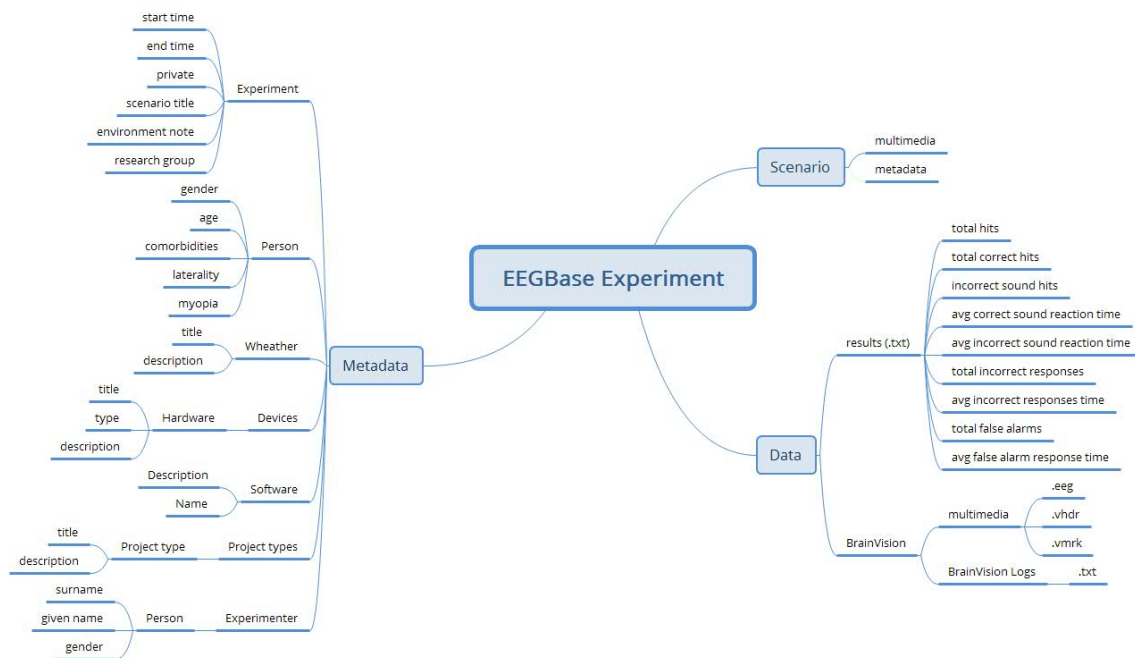 start time
end time
private
scenario title
environment note
research group
Experiment
gender
age
comorbidities
laterality
myopia
Person
title
description
Wheather
title
type
description
Hardware
Devices
Description
Name
Software
title
description
Project type
Project types
surname
given name
gender
Person
Experimenter
Metadata
EEGBase Experiment
Scenario
multimedia
metadata
Data
results (.txt)
total hits
total correct hits
incorrect sound hits
avg correct sound reaction time
avg incorrect sound reaction time
total incorrect responses
avg incorrect responses time
total false alarms
avg false alarm response time
BrainVision
multimedia
.eeg
.vhdr
.vmrk
BrainVision Logs
.txt